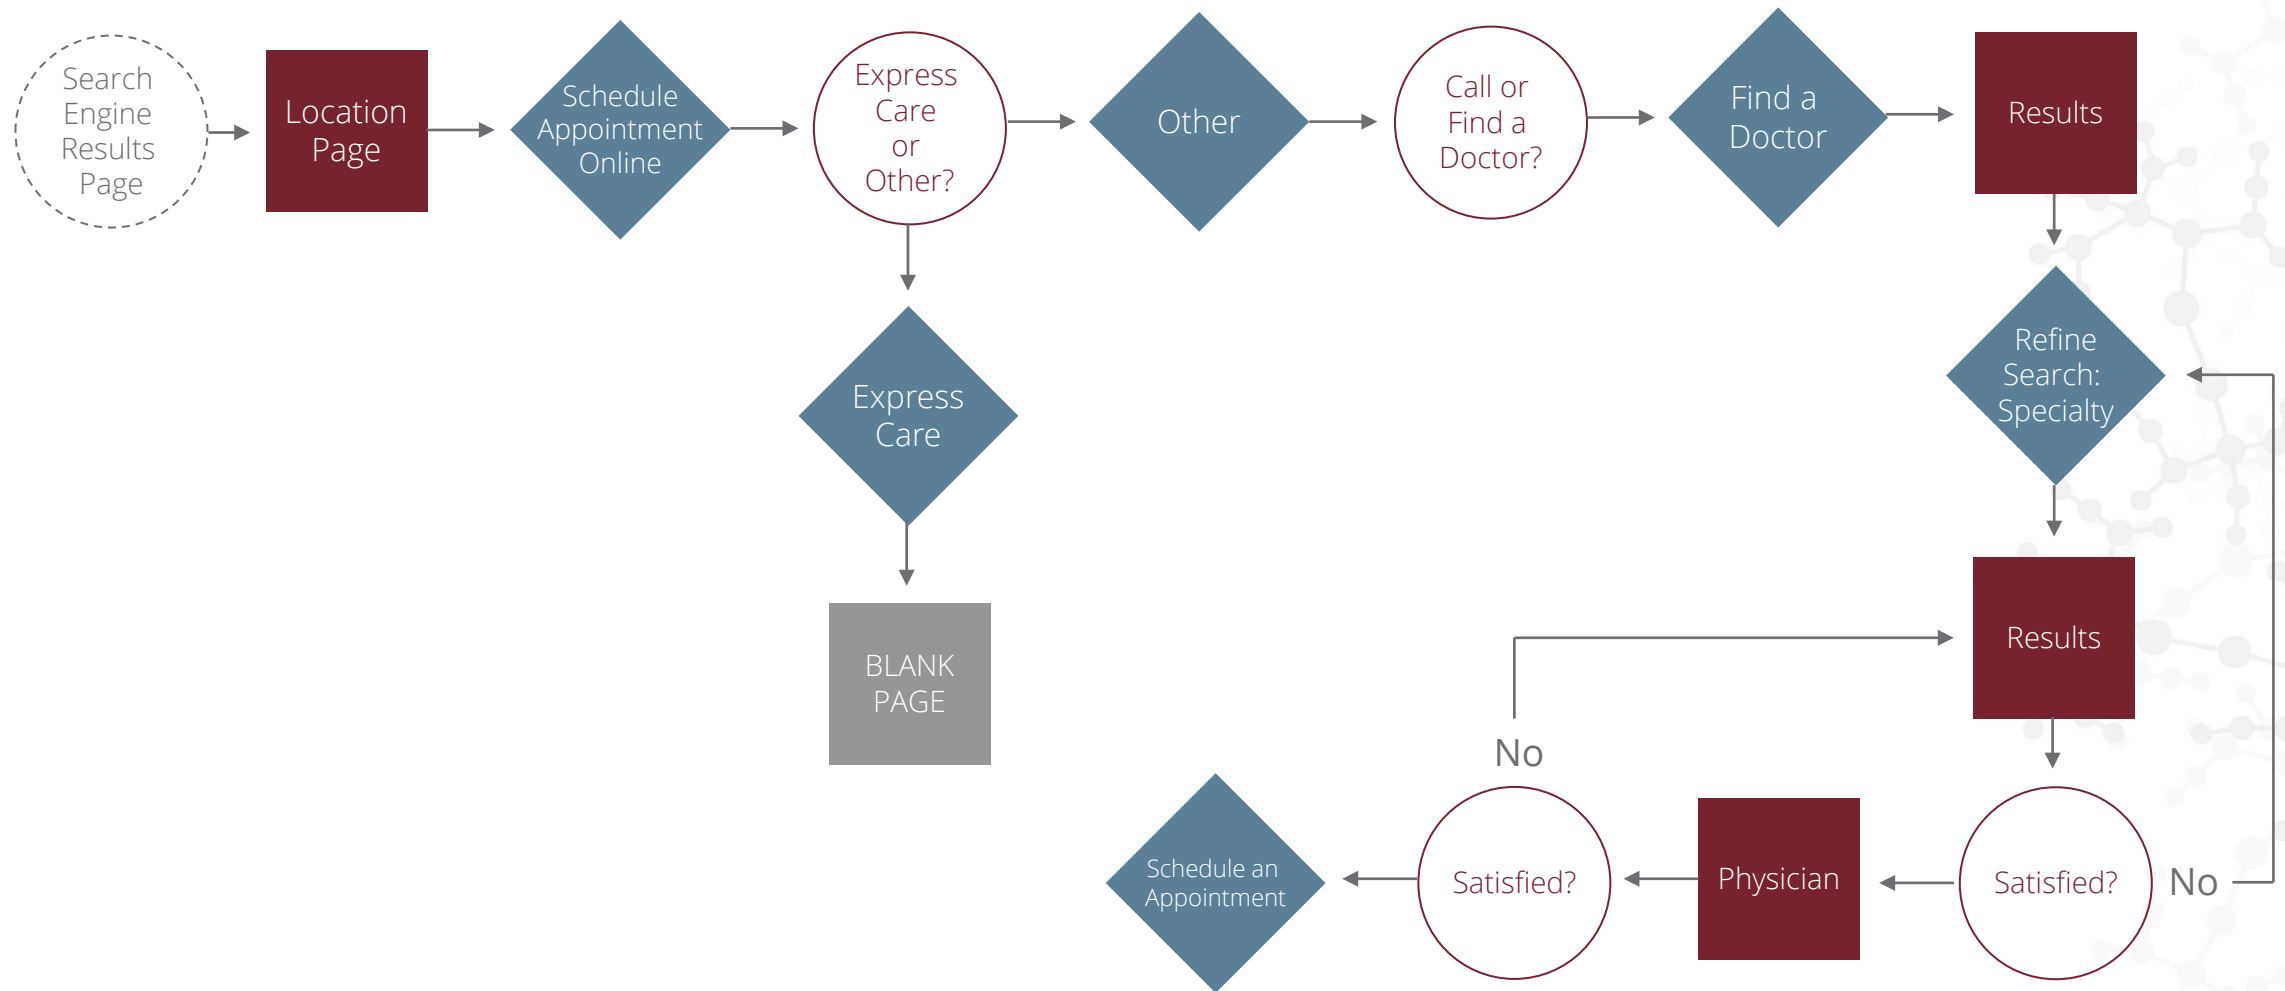 Search
Engine
Results
Page
Location
Page
Schedule
Appointment
Online
Express
Care
or
Other?
Other
Call or
Find a
Doctor?
Find a
Doctor
Results
Express
Care
BLANK
PAGE
Refine
Search:
Specialty
Results
Satisfied?
No
Physician
Satisfied?
No
Schedule an
Appointment